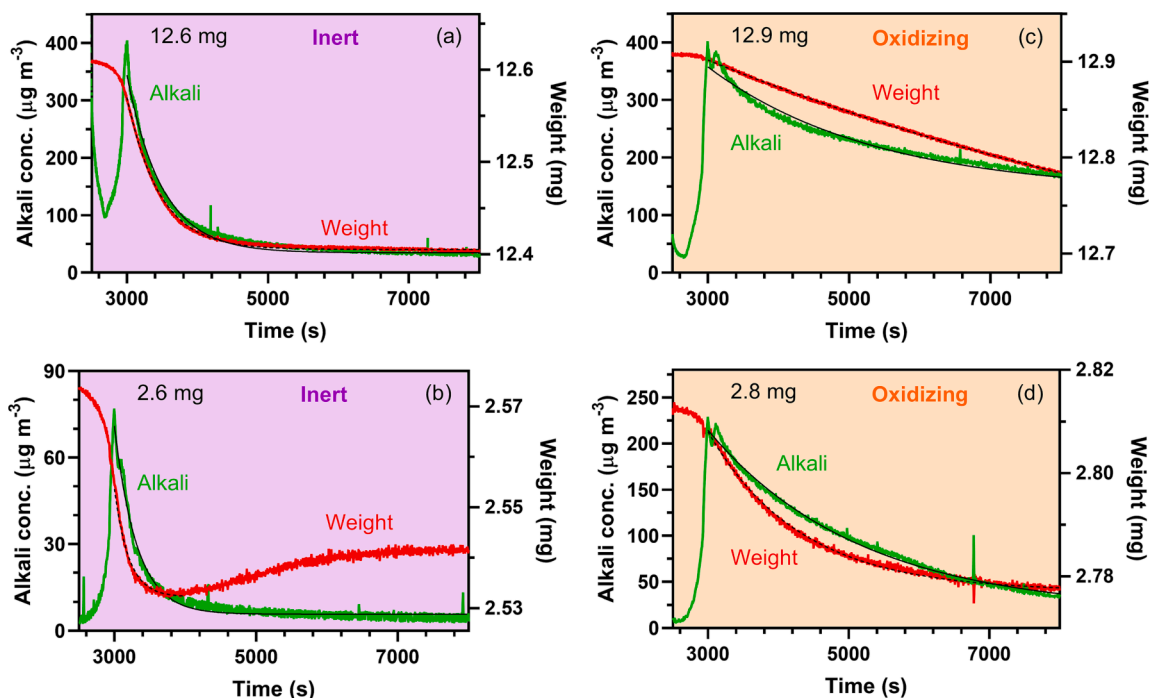 12.6 mg
Inert
(a)
Alkali
Weight
400
300
200
100
0
12.6
12.5
12.4
3000
5000
7000
Alkali conc. (µg m-3)
Weight (mg)
Time (s)
12.9 mg
Oxidizing
(c)
Weight
Alkali
400
300
200
100
0
12.9
12.8
12.7
3000
5000
7000
Alkali conc. (µg m-3)
Weight (mg)
Time (s)
2.6 mg
Inert
(b)
Alkali
Weight
90
60
30
0
2.57
2.55
2.53
3000
5000
7000
Alkali conc. (µg m-3)
Weight (mg)
Time (s)
2.8 mg
Oxidizing
(d)
Alkali
Weight
250
200
150
100
50
0
2.82
2.80
2.78
3000
5000
7000
Alkali conc. (µg m-3)
Weight (mg)
Time (s)